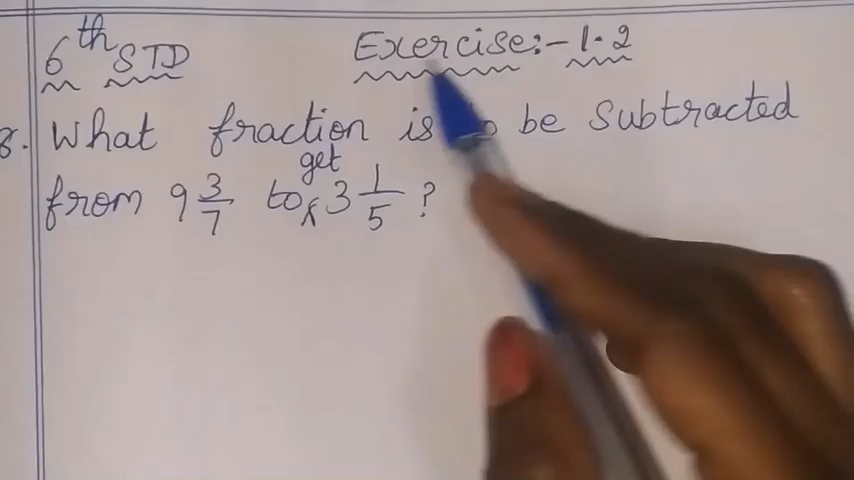 6th STD Exercise:- 1.2
8. What fraction is to be subtracted
from 9 3/7 to get 3 1/5 ?